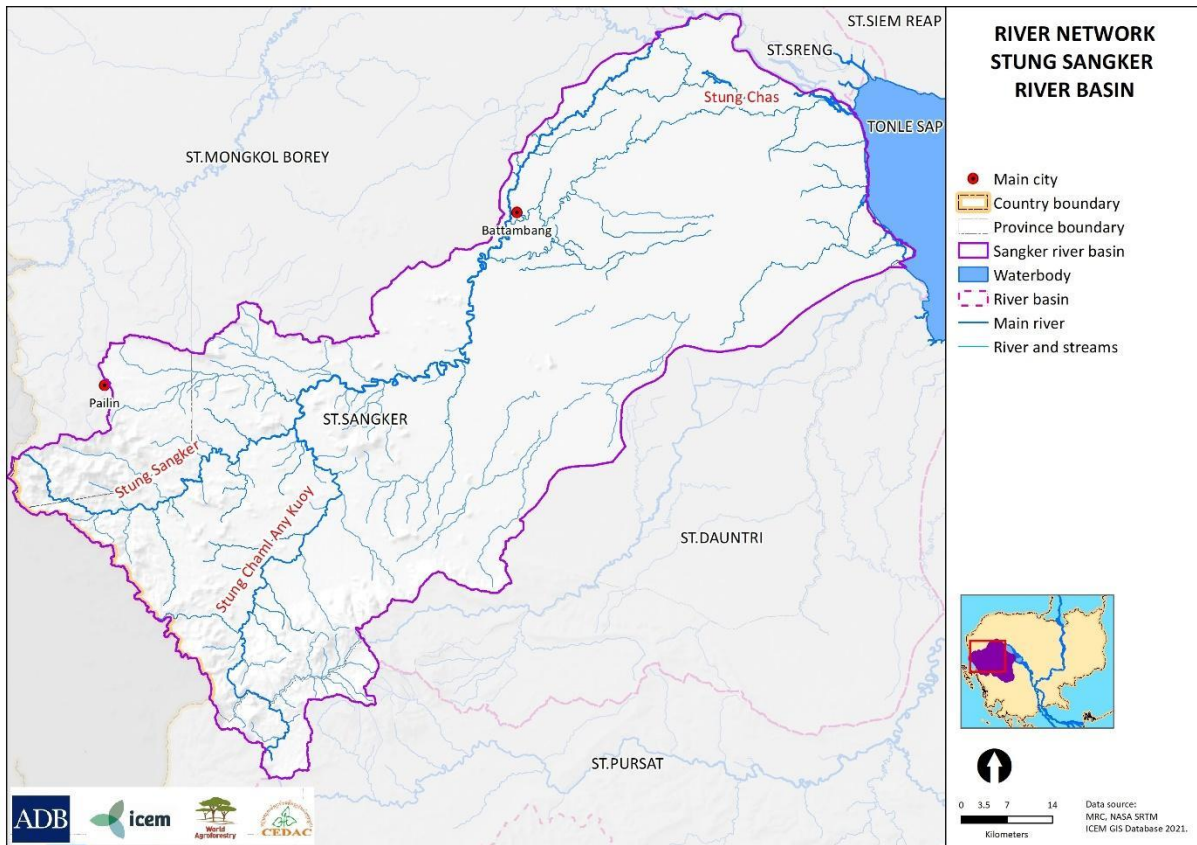 RIVER NETWORK
STUNG SANGKER
RIVER BASIN
Main city
Country boundary
Province boundary
Sangker river basin
Waterbody
River basin
Main river
River and streams
ST.SIEM REAP
ST.SRENG
Stung Chas
TONLE SAP
ST.MONGKOL BOREY
Battambang
Pailin
ST.SANGKER
Stung Sangker
Stung Chaml Any Kuoy
ST.DAUNTRI
ST.PURSAT
0 3.5 7 14
Kilometers
Data source:
MRC, NASA SRTM
ICEM GIS Database 2021.
ADB
icem
World
Agroforestry
CEDAC